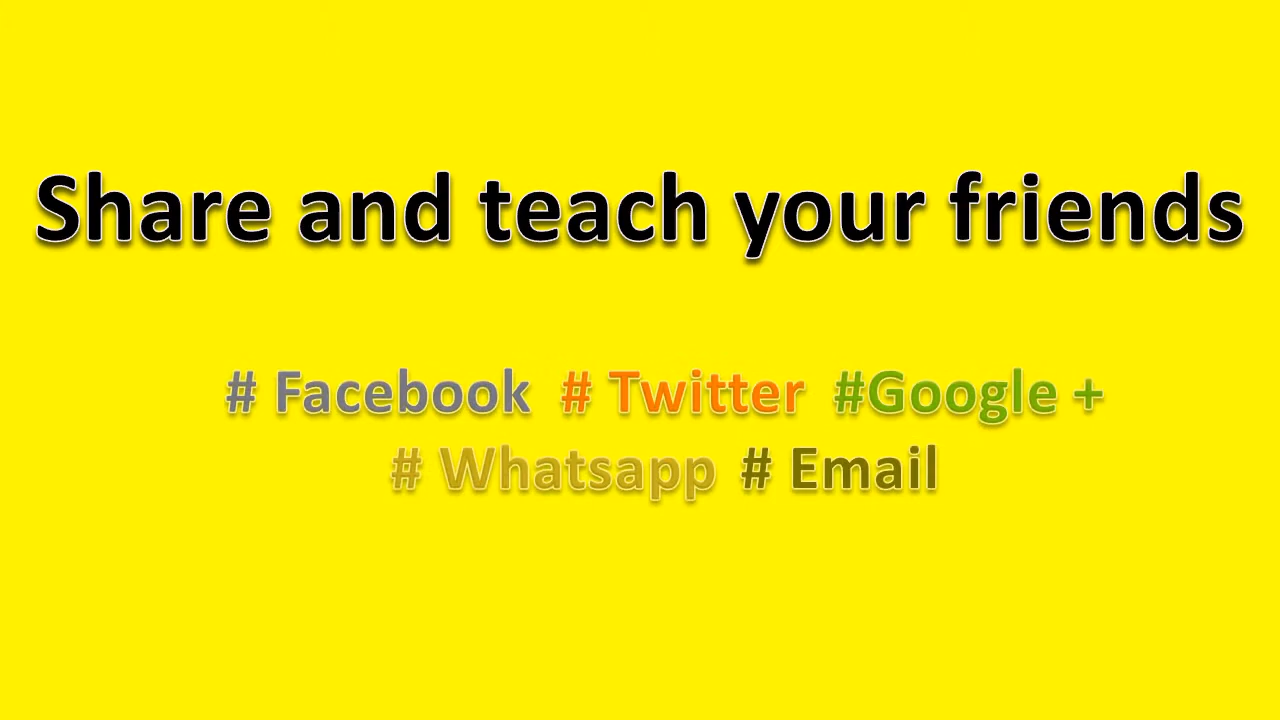 Share and teach your friends
# Facebook # Twitter #Google +
# Whatsapp # Email